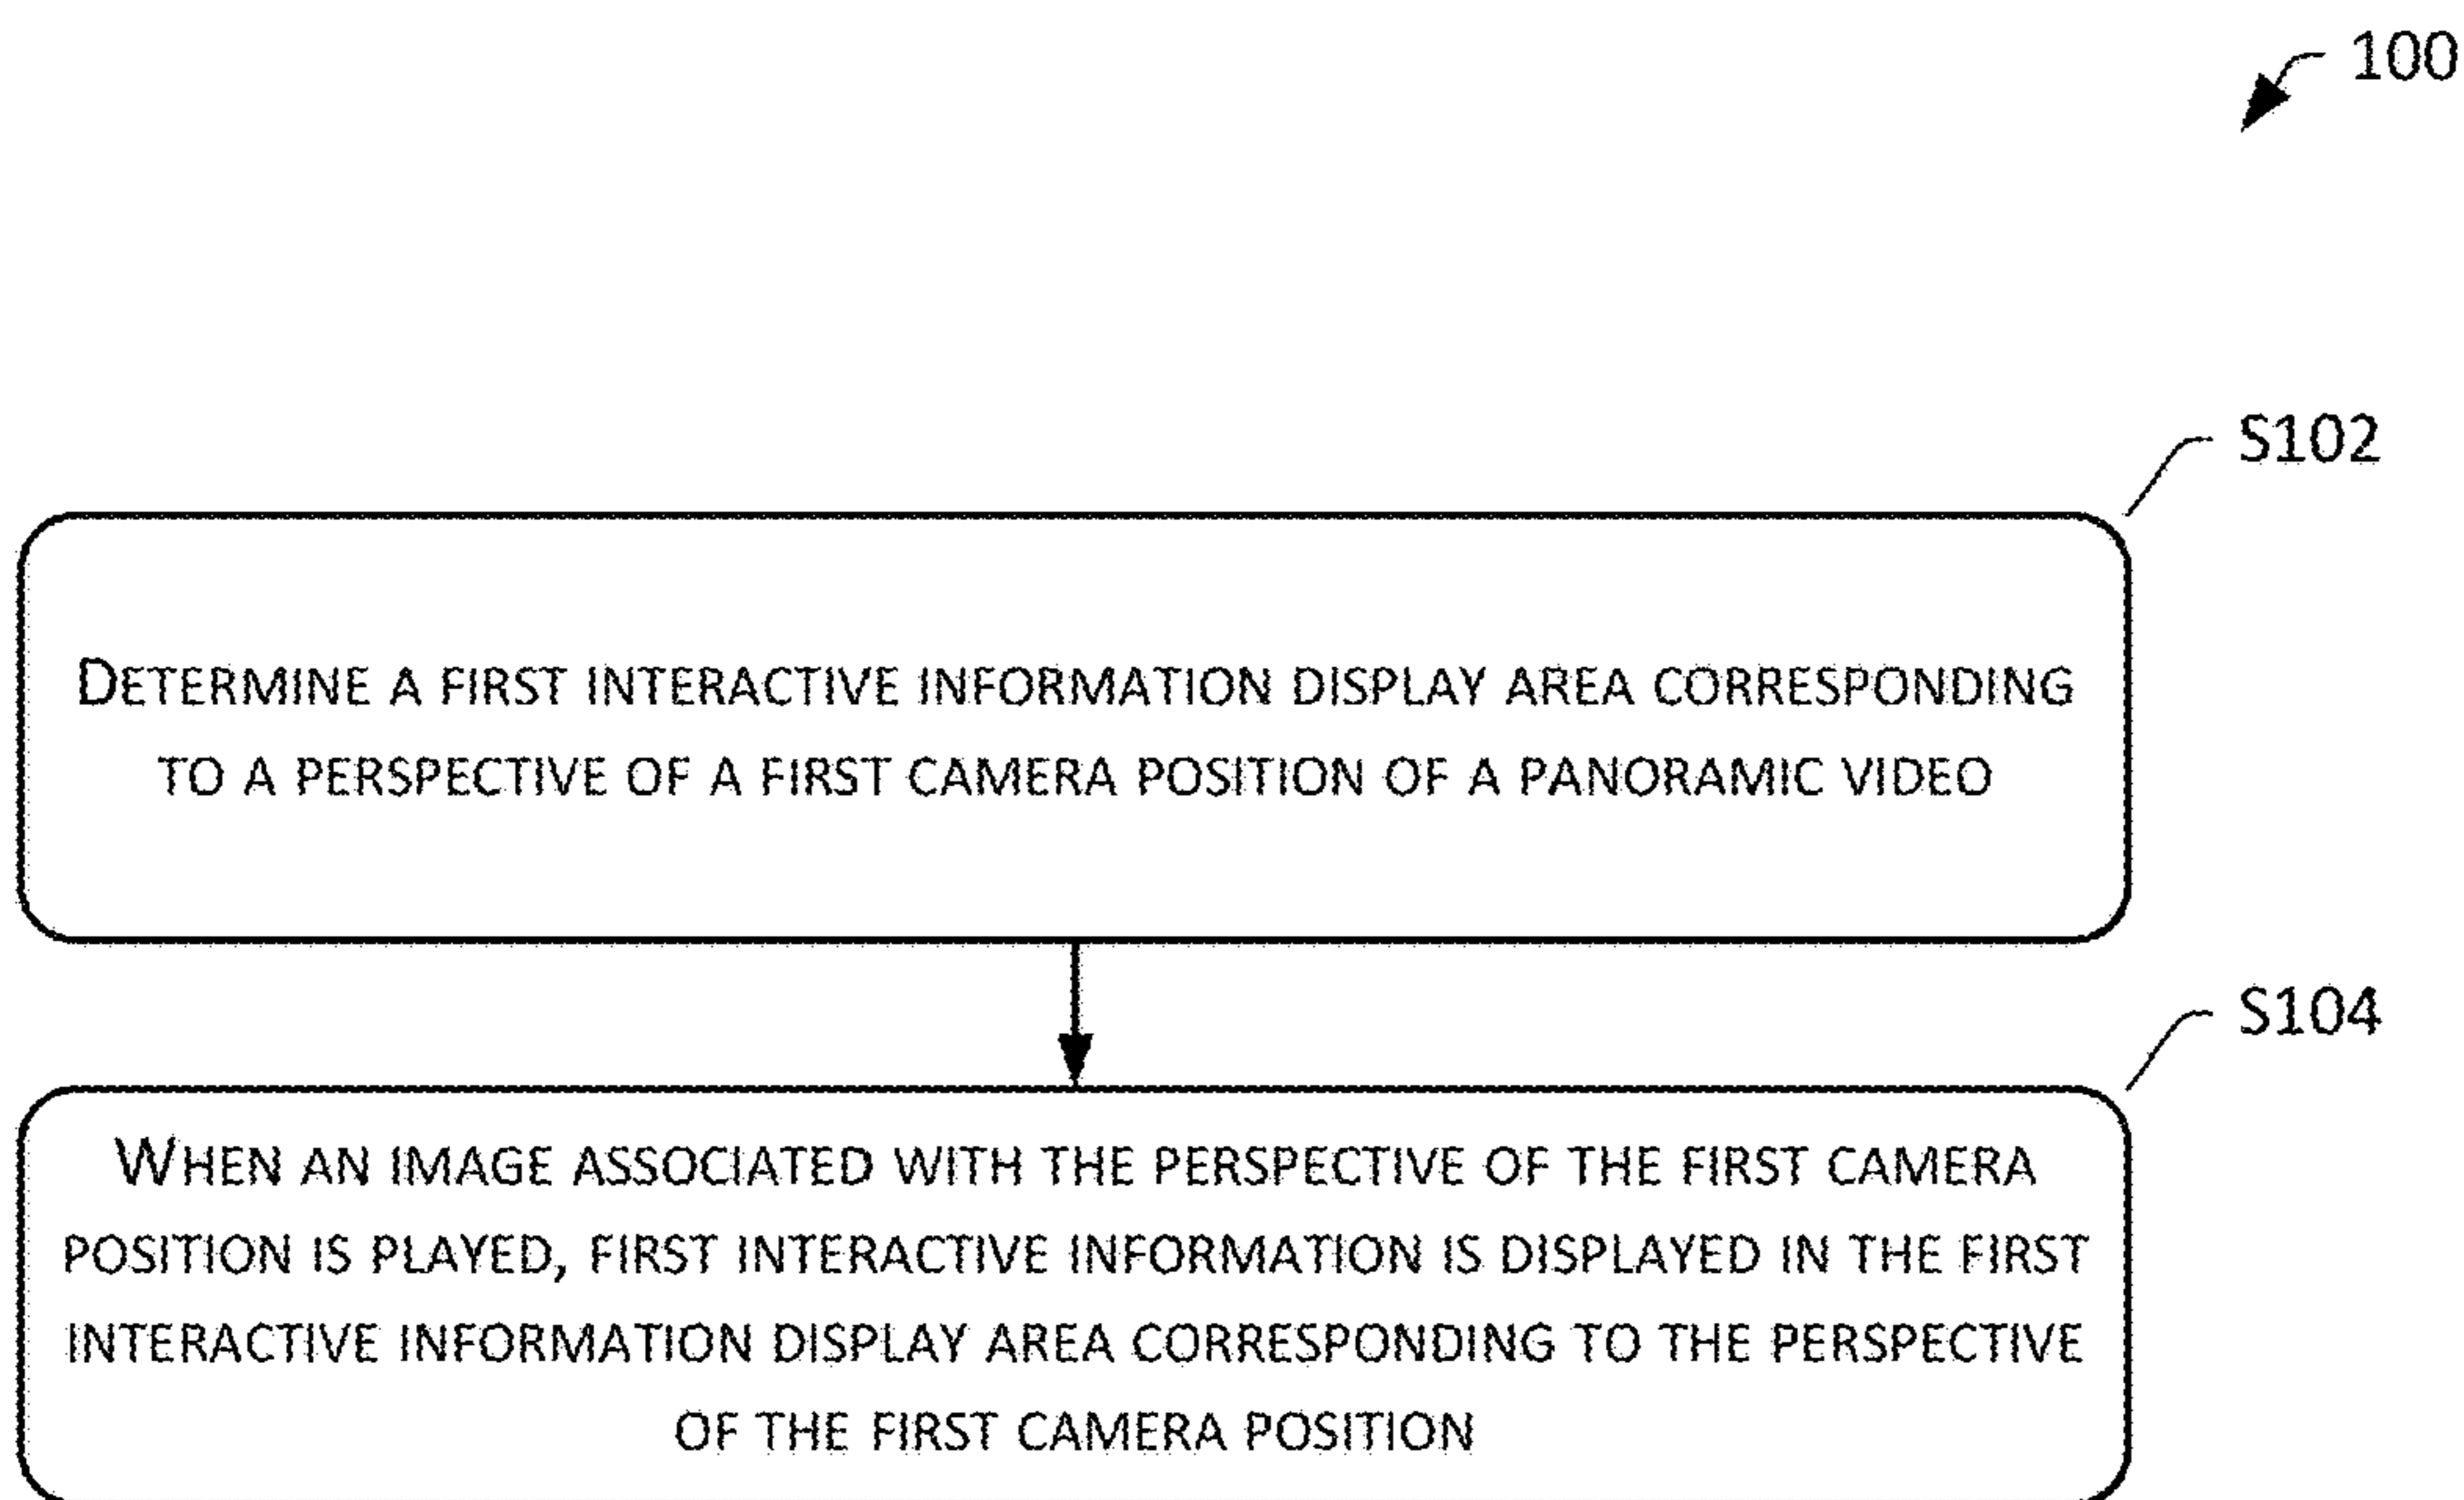 100
S102
DETERMINE A FIRST INTERACTIVE INFORMATION DISPLAY AREA CORRESPONDING
TO A PERSPECTIVE OF A FIRST CAMERA POSITION OF A PANORAMIC VIDEO
S104
WHEN AN IMAGE ASSOCIATED WITH THE PERSPECTIVE OF THE FIRST CAMERA
POSITION IS PLAYED, FIRST INTERACTIVE INFORMATION IS DISPLAYED IN THE FIRST
INTERACTIVE INFORMATION DISPLAY AREA CORRESPONDING TO THE PERSPECTIVE
OF THE FIRST CAMERA POSITION